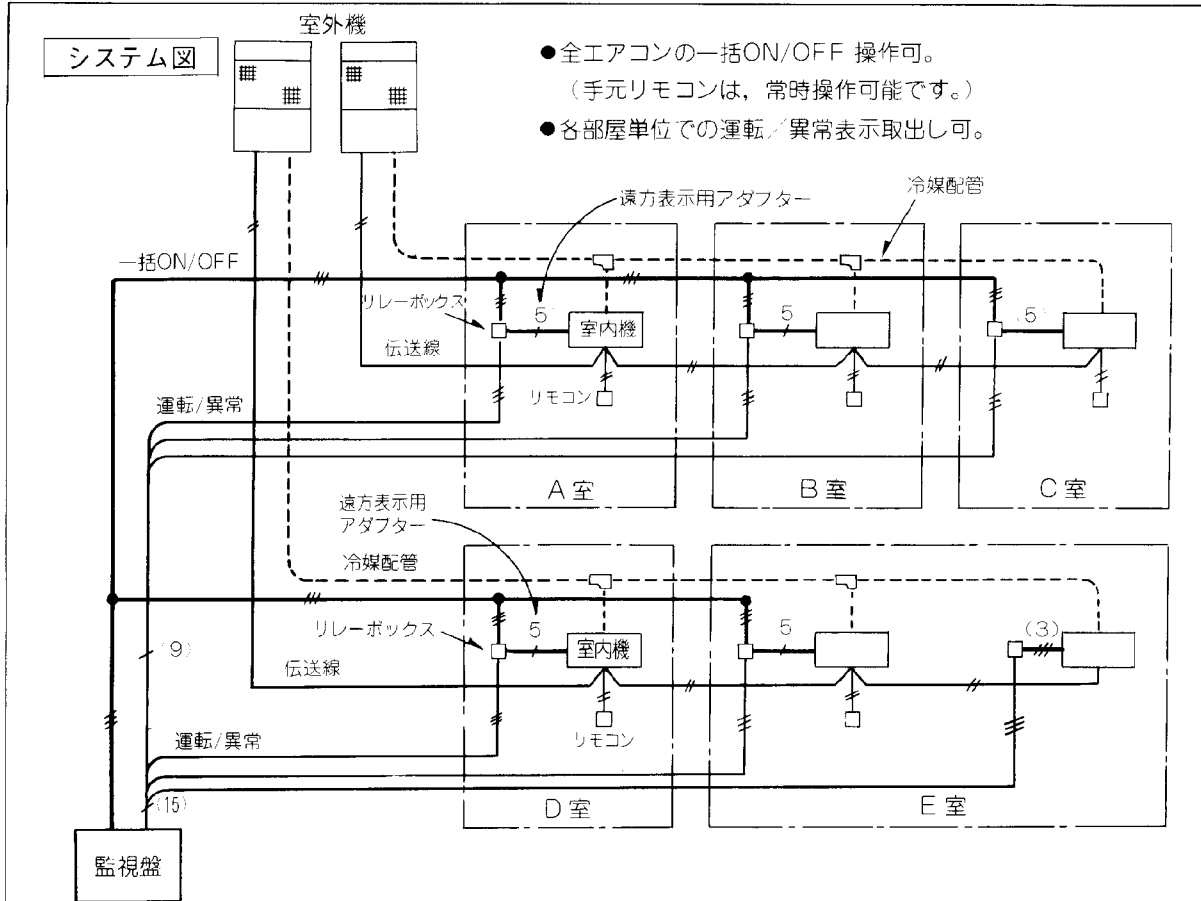 室外機
システム図
●全エアコンの一括ON/OFF 操作可。
（手元リモコンは，常時操作可能です。）
●各部屋単位での運転／異常表示取出し可。
遠方表示用アダプター
冷媒配管
一括ON/OFF
リレーボックス
5
室内機
5
(5)
伝送線
リモコン
運転/異常
A室
B室
C室
遠方表示用
アダプター
冷媒配管
リレーボックス
5
室内機
5
(3)
(9)
伝送線
リモコン
運転/異常
(15)
D室
E室
監視盤